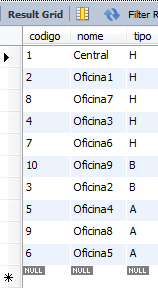 Result Grid Filter R
codigo nome tipo
1 Central H
2 Oficina1 H
8 Oficina7 H
4 Oficina3 H
7 Oficina6 H
10 Oficina9 B
3 Oficina2 B
5 Oficina4 A
9 Oficina8 A
6 Oficina5 A
NULL NULL NULL